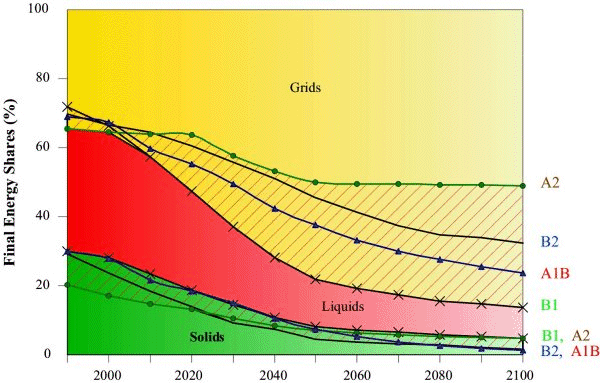 Final Energy Shares (%)
100
80
60
40
20
0
Grids
Liquids
Solids
A2
B2
A1B
B1
B1, A2
B2, A1B
2000 2020 2040 2060 2080 2100